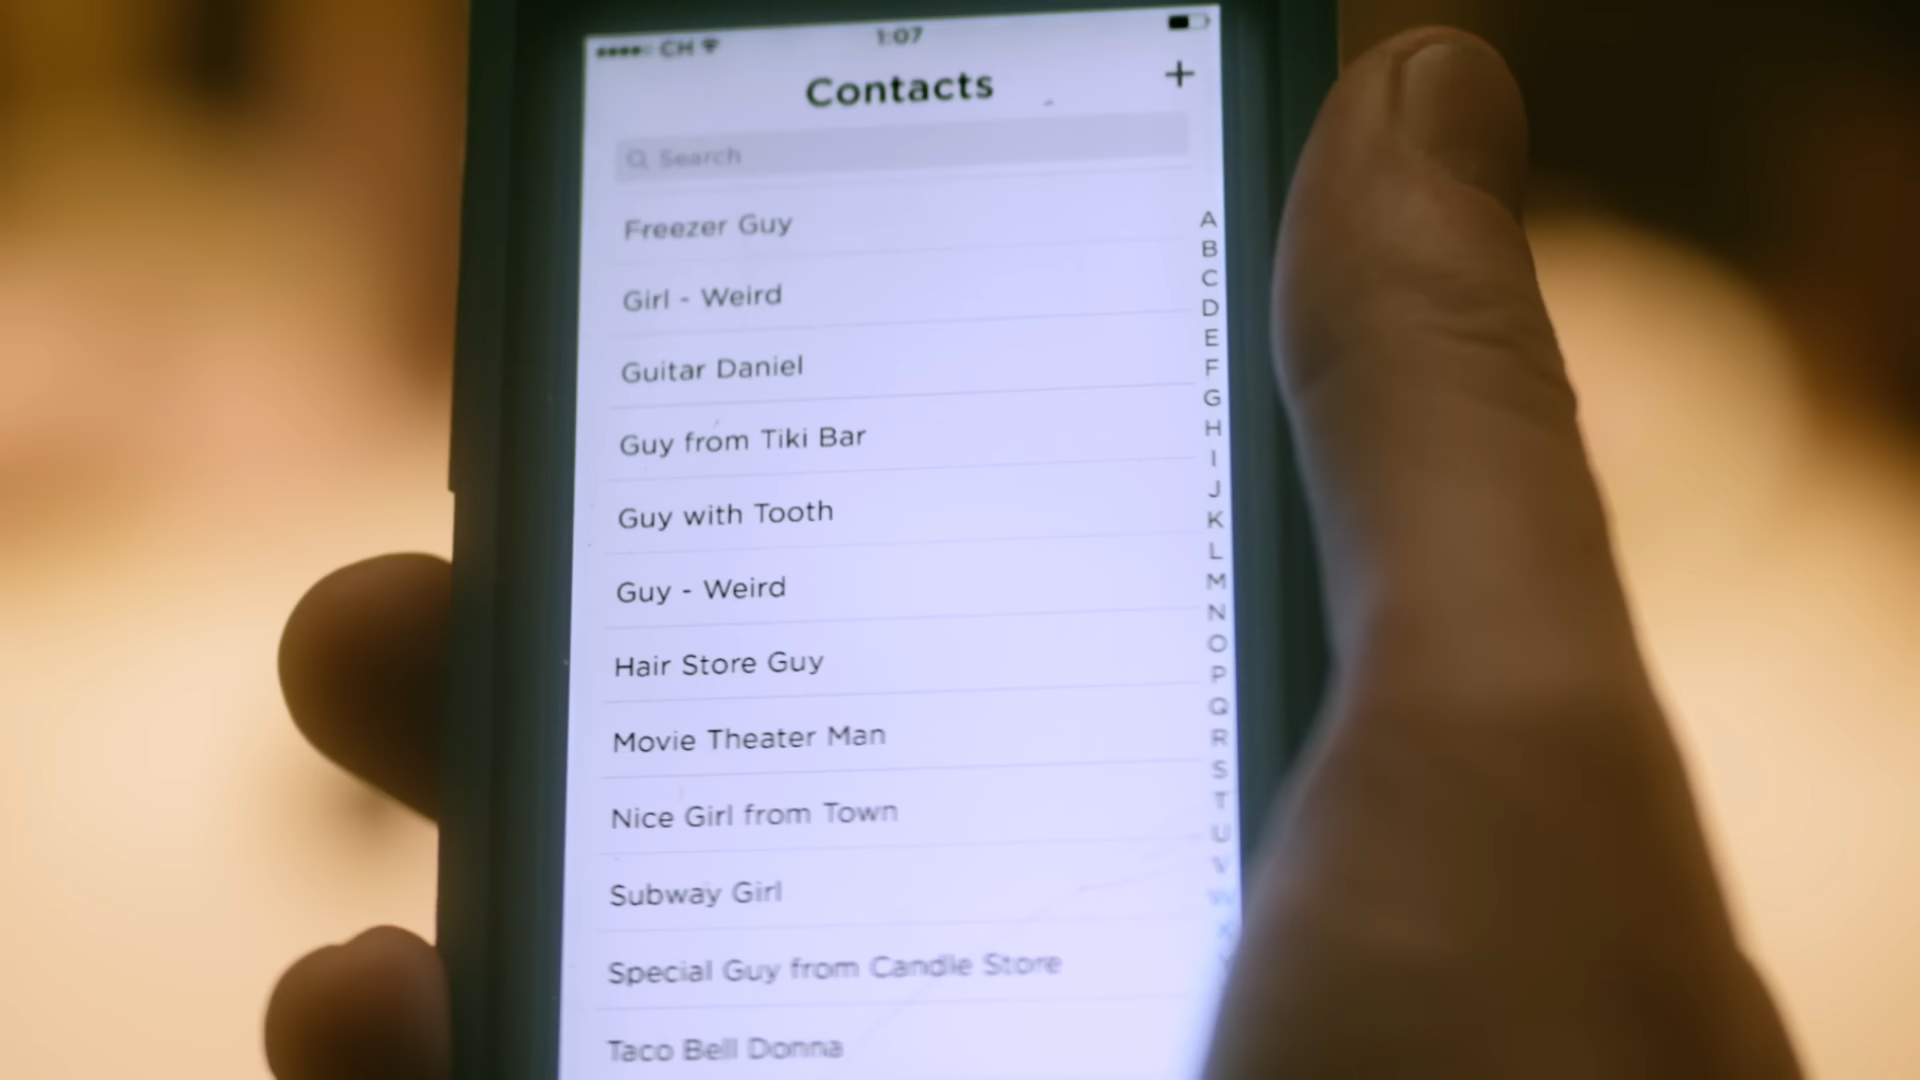 CH 1:07
Contacts +
Search
Freezer Guy
Girl - Weird
Guitar Daniel
Guy from Tiki Bar
Guy with Tooth
Guy - Weird
Hair Store Guy
Movie Theater Man
Nice Girl from Town
Subway Girl
Special Guy from Candle Store
Taco Bell Donna
A
B
C
D
E
F
G
H
I
J
K
L
M
N
O
P
Q
R
S
T
U
V
W
X